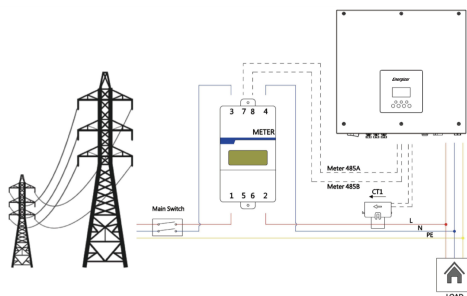 Energizer
3 7 8 4
METER
Meter 485A
Meter 485B
1 5 6 2
CT1
Main Switch
L
N
PE
LOAD